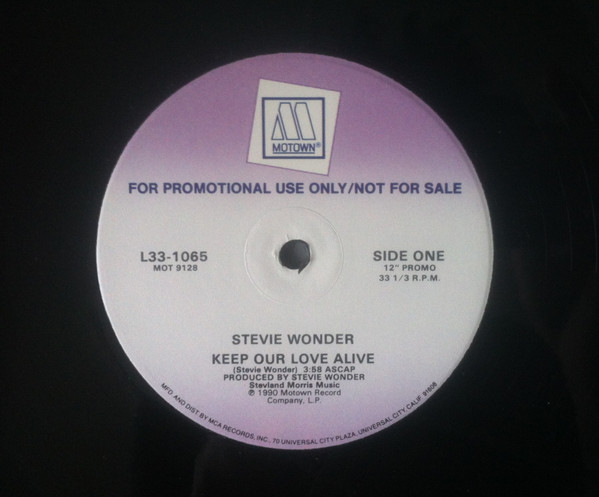 M
MOTOWN®
FOR PROMOTIONAL USE ONLY/NOT FOR SALE
L33-1065
MOT 9128
SIDE ONE
12" PROMO
33 1/3 R.P.M.
STEVIE WONDER
KEEP OUR LOVE ALIVE
(Stevie Wonder) 3:58 ASCAP
PRODUCED BY STEVIE WONDER
Stevland Morris Music
℗ 1990 Motown Record
Company, L.P.
MFG. AND DIST BY MCA RECORDS, INC., 70 UNIVERSAL CITY PLAZA, UNIVERSAL CITY, CALIF. 91608